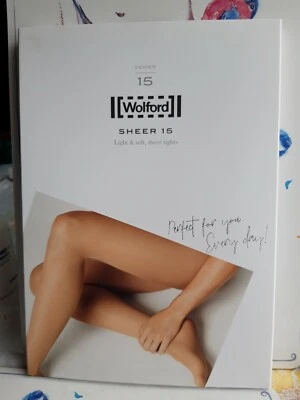 15
Wolford
SHEER 15
Light & soft, sheer tights
Perfect for you
Every day!